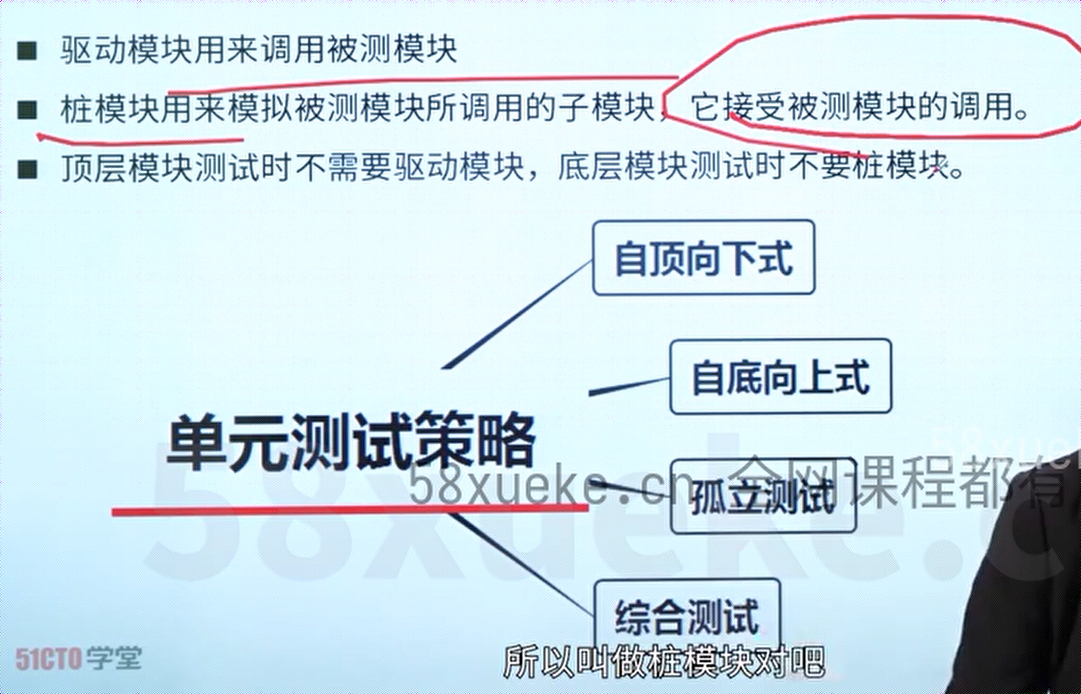 驱动模块用来调用被测模块
桩模块用来模拟被测模块所调用的子模块，它接受被测模块的调用。
顶层模块测试时不需要驱动模块，底层模块测试时不要桩模块。
自顶向下式
自底向上式
单元测试策略
58xueke.cn 全网课程都有
58xueke.c
孤立测试
综合测试
51CTO学堂
所以叫做桩模块对吧